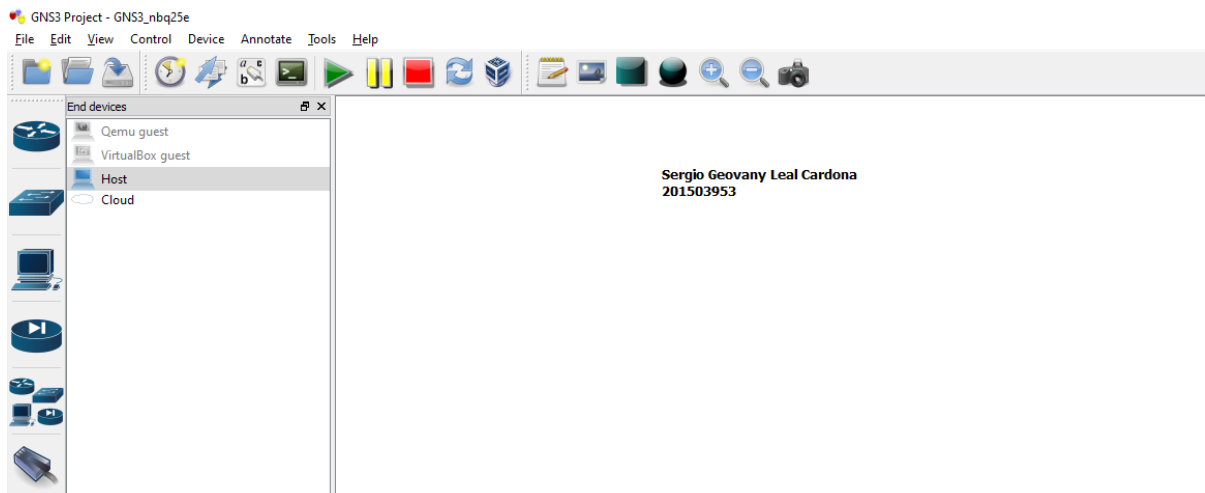 GNS3 Project - GNS3_nbq25e
File Edit View Control Device Annotate Tools Help
End devices
Qemu guest
VirtualBox guest
Host
Cloud
Sergio Geovany Leal Cardona
201503953